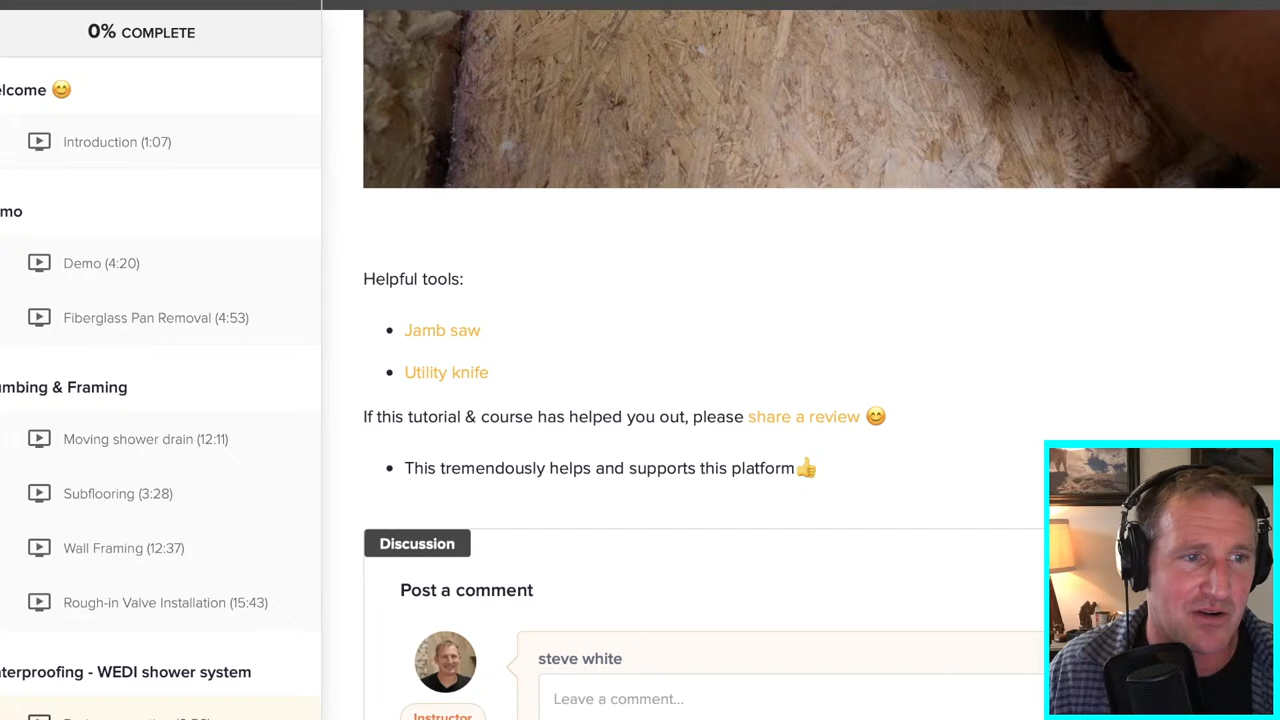 0% COMPLETE
elcome 😊
Introduction (1:07)
mo
Demo (4:20)
Fiberglass Pan Removal (4:53)
umbing & Framing
Moving shower drain (12:11)
Subflooring (3:28)
Wall Framing (12:37)
Rough-in Valve Installation (15:43)
aterproofing - WEDI shower system
Helpful tools:
• Jamb saw
• Utility knife
If this tutorial & course has helped you out, please share a review 😊
• This tremendously helps and supports this platform👍
Discussion
Post a comment
steve white
Leave a comment...
Instructor